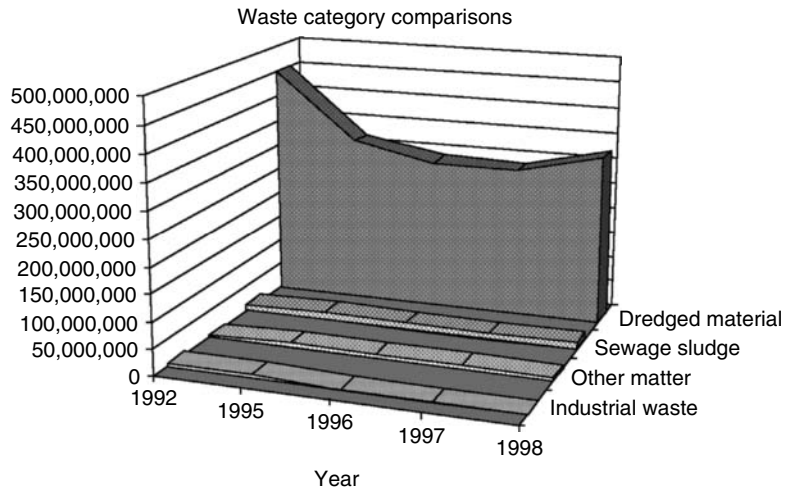 Waste category comparisons
500,000,000
450,000,000
400,000,000
350,000,000
300,000,000
250,000,000
200,000,000
150,000,000
100,000,000
50,000,000
0
1992
1995
1996
1997
1998
Dredged material
Sewage sludge
Other matter
Industrial waste
Year